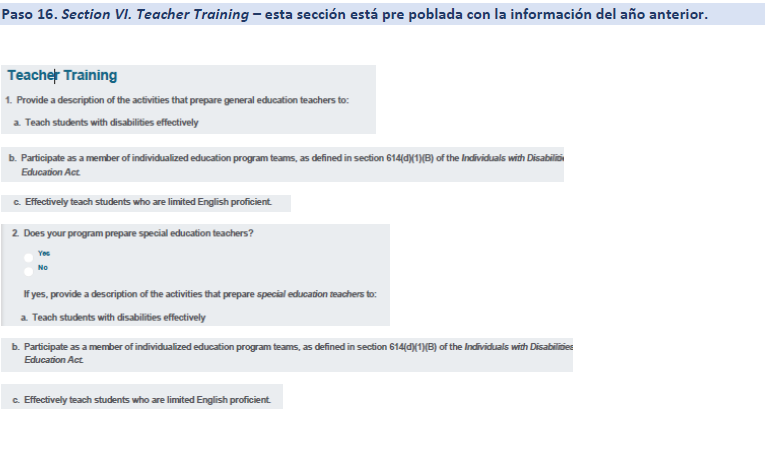 Paso 16. Section VI. Teacher Training – esta sección está pre poblada con la información del año anterior.
Teacher Training
1. Provide a description of the activities that prepare general education teachers to:
a. Teach students with disabilities effectively
b. Participate as a member of individualized education program teams, as defined in section 614(d)(1)(B) of the Individuals with Disabilitie
Education Act.
c. Effectively teach students who are limited English proficient.
2. Does your program prepare special education teachers?
Yes
No
If yes, provide a description of the activities that prepare special education teachers to:
a. Teach students with disabilities effectively
b. Participate as a member of individualized education program teams, as defined in section 614(d)(1)(B) of the Individuals with Disabilities
Education Act.
c. Effectively teach students who are limited English proficient.